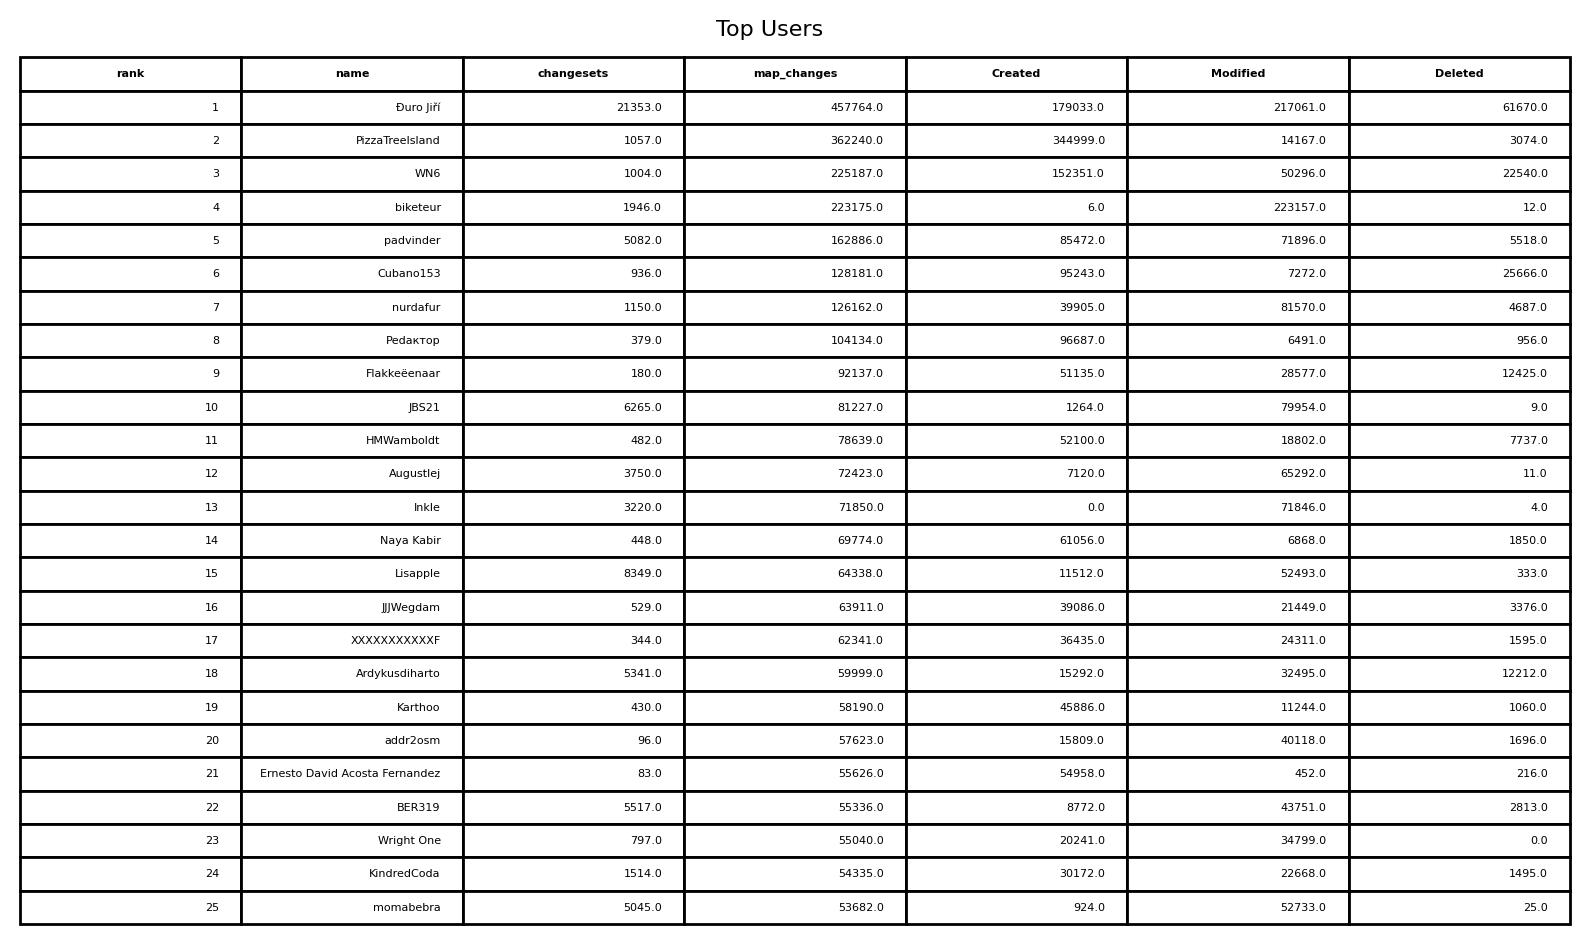 Top Users
rank name changesets map_changes Created Modified Deleted
1 Đuro Jiří 21353.0 457764.0 179033.0 217061.0 61670.0
2 PizzaTreeIsland 1057.0 362240.0 344999.0 14167.0 3074.0
3 WN6 1004.0 225187.0 152351.0 50296.0 22540.0
4 biketeur 1946.0 223175.0 6.0 223157.0 12.0
5 padvinder 5082.0 162886.0 85472.0 71896.0 5518.0
6 Cubano153 936.0 128181.0 95243.0 7272.0 25666.0
7 nurdafur 1150.0 126162.0 39905.0 81570.0 4687.0
8 Pedaктор 379.0 104134.0 96687.0 6491.0 956.0
9 Flakkeëenaar 180.0 92137.0 51135.0 28577.0 12425.0
10 JBS21 6265.0 81227.0 1264.0 79954.0 9.0
11 HMWamboldt 482.0 78639.0 52100.0 18802.0 7737.0
12 Augustlej 3750.0 72423.0 7120.0 65292.0 11.0
13 Inkle 3220.0 71850.0 0.0 71846.0 4.0
14 Naya Kabir 448.0 69774.0 61056.0 6868.0 1850.0
15 Lisapple 8349.0 64338.0 11512.0 52493.0 333.0
16 JJJWegdam 529.0 63911.0 39086.0 21449.0 3376.0
17 XXXXXXXXXXXF 344.0 62341.0 36435.0 24311.0 1595.0
18 Ardykusdiharto 5341.0 59999.0 15292.0 32495.0 12212.0
19 Karthoo 430.0 58190.0 45886.0 11244.0 1060.0
20 addr2osm 96.0 57623.0 15809.0 40118.0 1696.0
21 Ernesto David Acosta Fernandez 83.0 55626.0 54958.0 452.0 216.0
22 BER319 5517.0 55336.0 8772.0 43751.0 2813.0
23 Wright One 797.0 55040.0 20241.0 34799.0 0.0
24 KindredCoda 1514.0 54335.0 30172.0 22668.0 1495.0
25 momabebra 5045.0 53682.0 924.0 52733.0 25.0